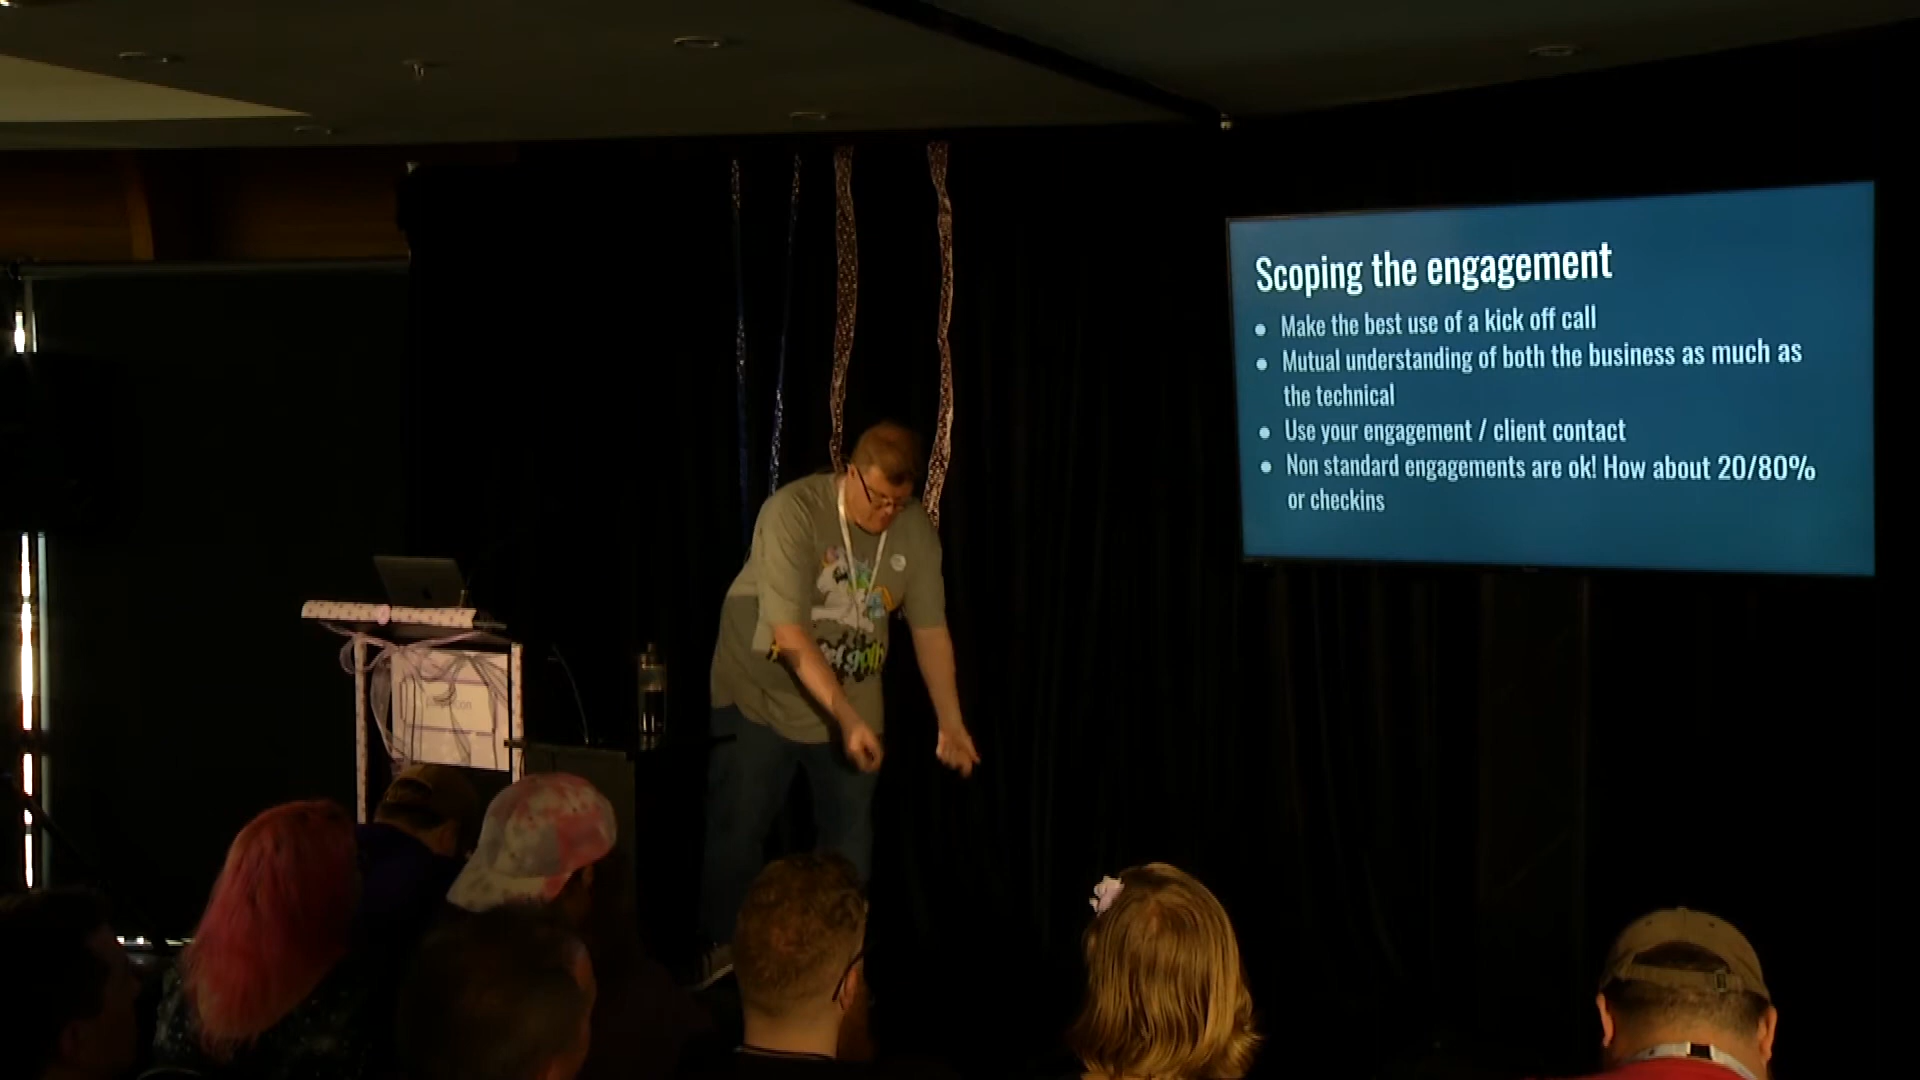 Scoping the engagement
● Make the best use of a kick off call
● Mutual understanding of both the business as much as
the technical
● Use your engagement / client contact
● Non standard engagements are ok! How about 20/80%
or checkins